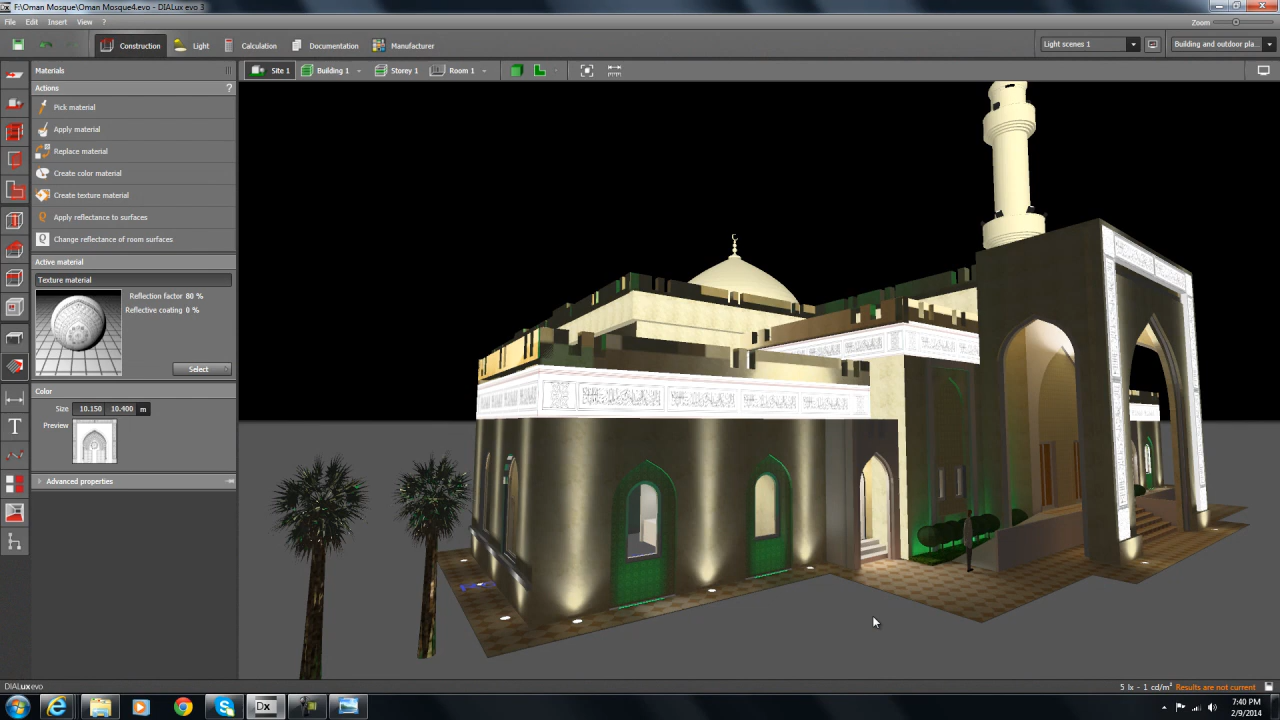 F:\Oman Mosque\Oman Mosque4.evo - DIALux evo 3
File Edit Insert View ?
Zoom
Construction Light Calculation Documentation Manufacturer
Light scenes 1
Building and outdoor pla...
Materials
Site 1 Building 1 Storey 1 Room 1
Actions ?
Pick material
Apply material
Replace material
Create color material
Create texture material
Apply reflectance to surfaces
Change reflectance of room surfaces
Active material
Texture material
Reflection factor 80 %
Reflective coating 0 %
Select
Color
Size 10.150 10.400 m
Preview
Advanced properties
DIALux evo
5 lx - 1 cd/m² Results are not current
7:40 PM
2/9/2014